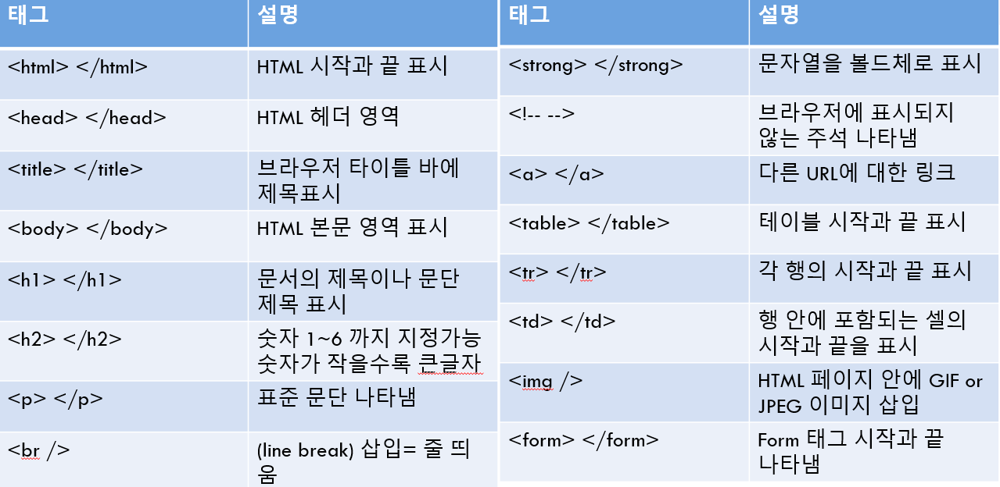 태그 설명
<html> </html> HTML 시작과 끝 표시
<head> </head> HTML 헤더 영역
<title> </title> 브라우저 타이틀 바에
제목표시
<body> </body> HTML 본문 영역 표시
<h1> </h1> 문서의 제목이나 문단
제목 표시
<h2> </h2> 숫자 1~6 까지 지정가능
숫자가 작을수록 큰글자
<p> </p> 표준 문단 나타냄
<br /> (line break) 삽입= 줄 띄
움
태그 설명
<strong> </strong> 문자열을 볼드체로 표시
<!-- --> 브라우저에 표시되지
않는 주석 나타냄
<a> </a> 다른 URL에 대한 링크
<table> </table> 테이블 시작과 끝 표시
<tr> </tr> 각 행의 시작과 끝 표시
<td> </td> 행 안에 포함되는 셀의
시작과 끝을 표시
<img /> HTML 페이지 안에 GIF or
JPEG 이미지 삽입
<form> </form> Form 태그 시작과 끝
나타냄